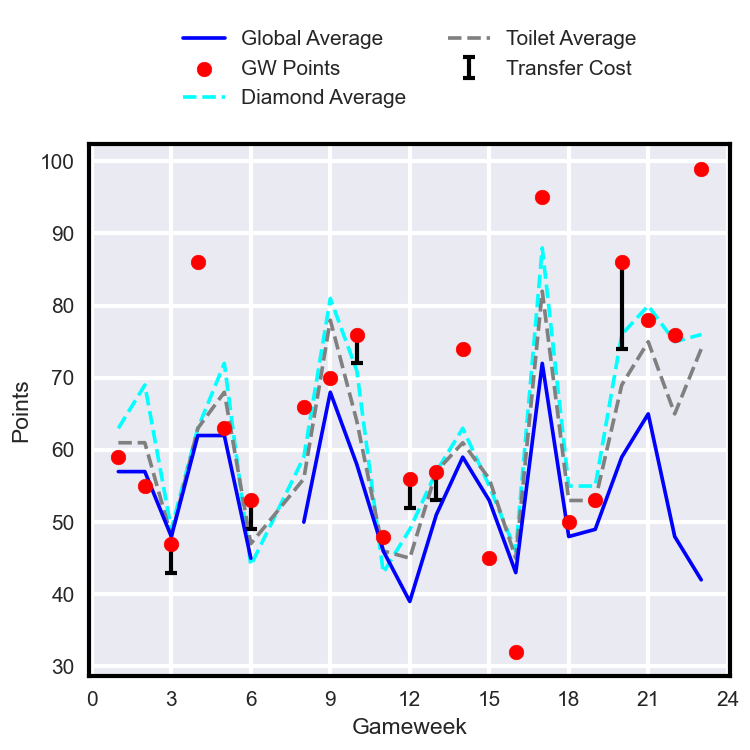 Global Average
GW Points
Diamond Average
Toilet Average
Transfer Cost
Points
100
90
80
70
60
50
40
30
0 3 6 9 12 15 18 21 24
Gameweek